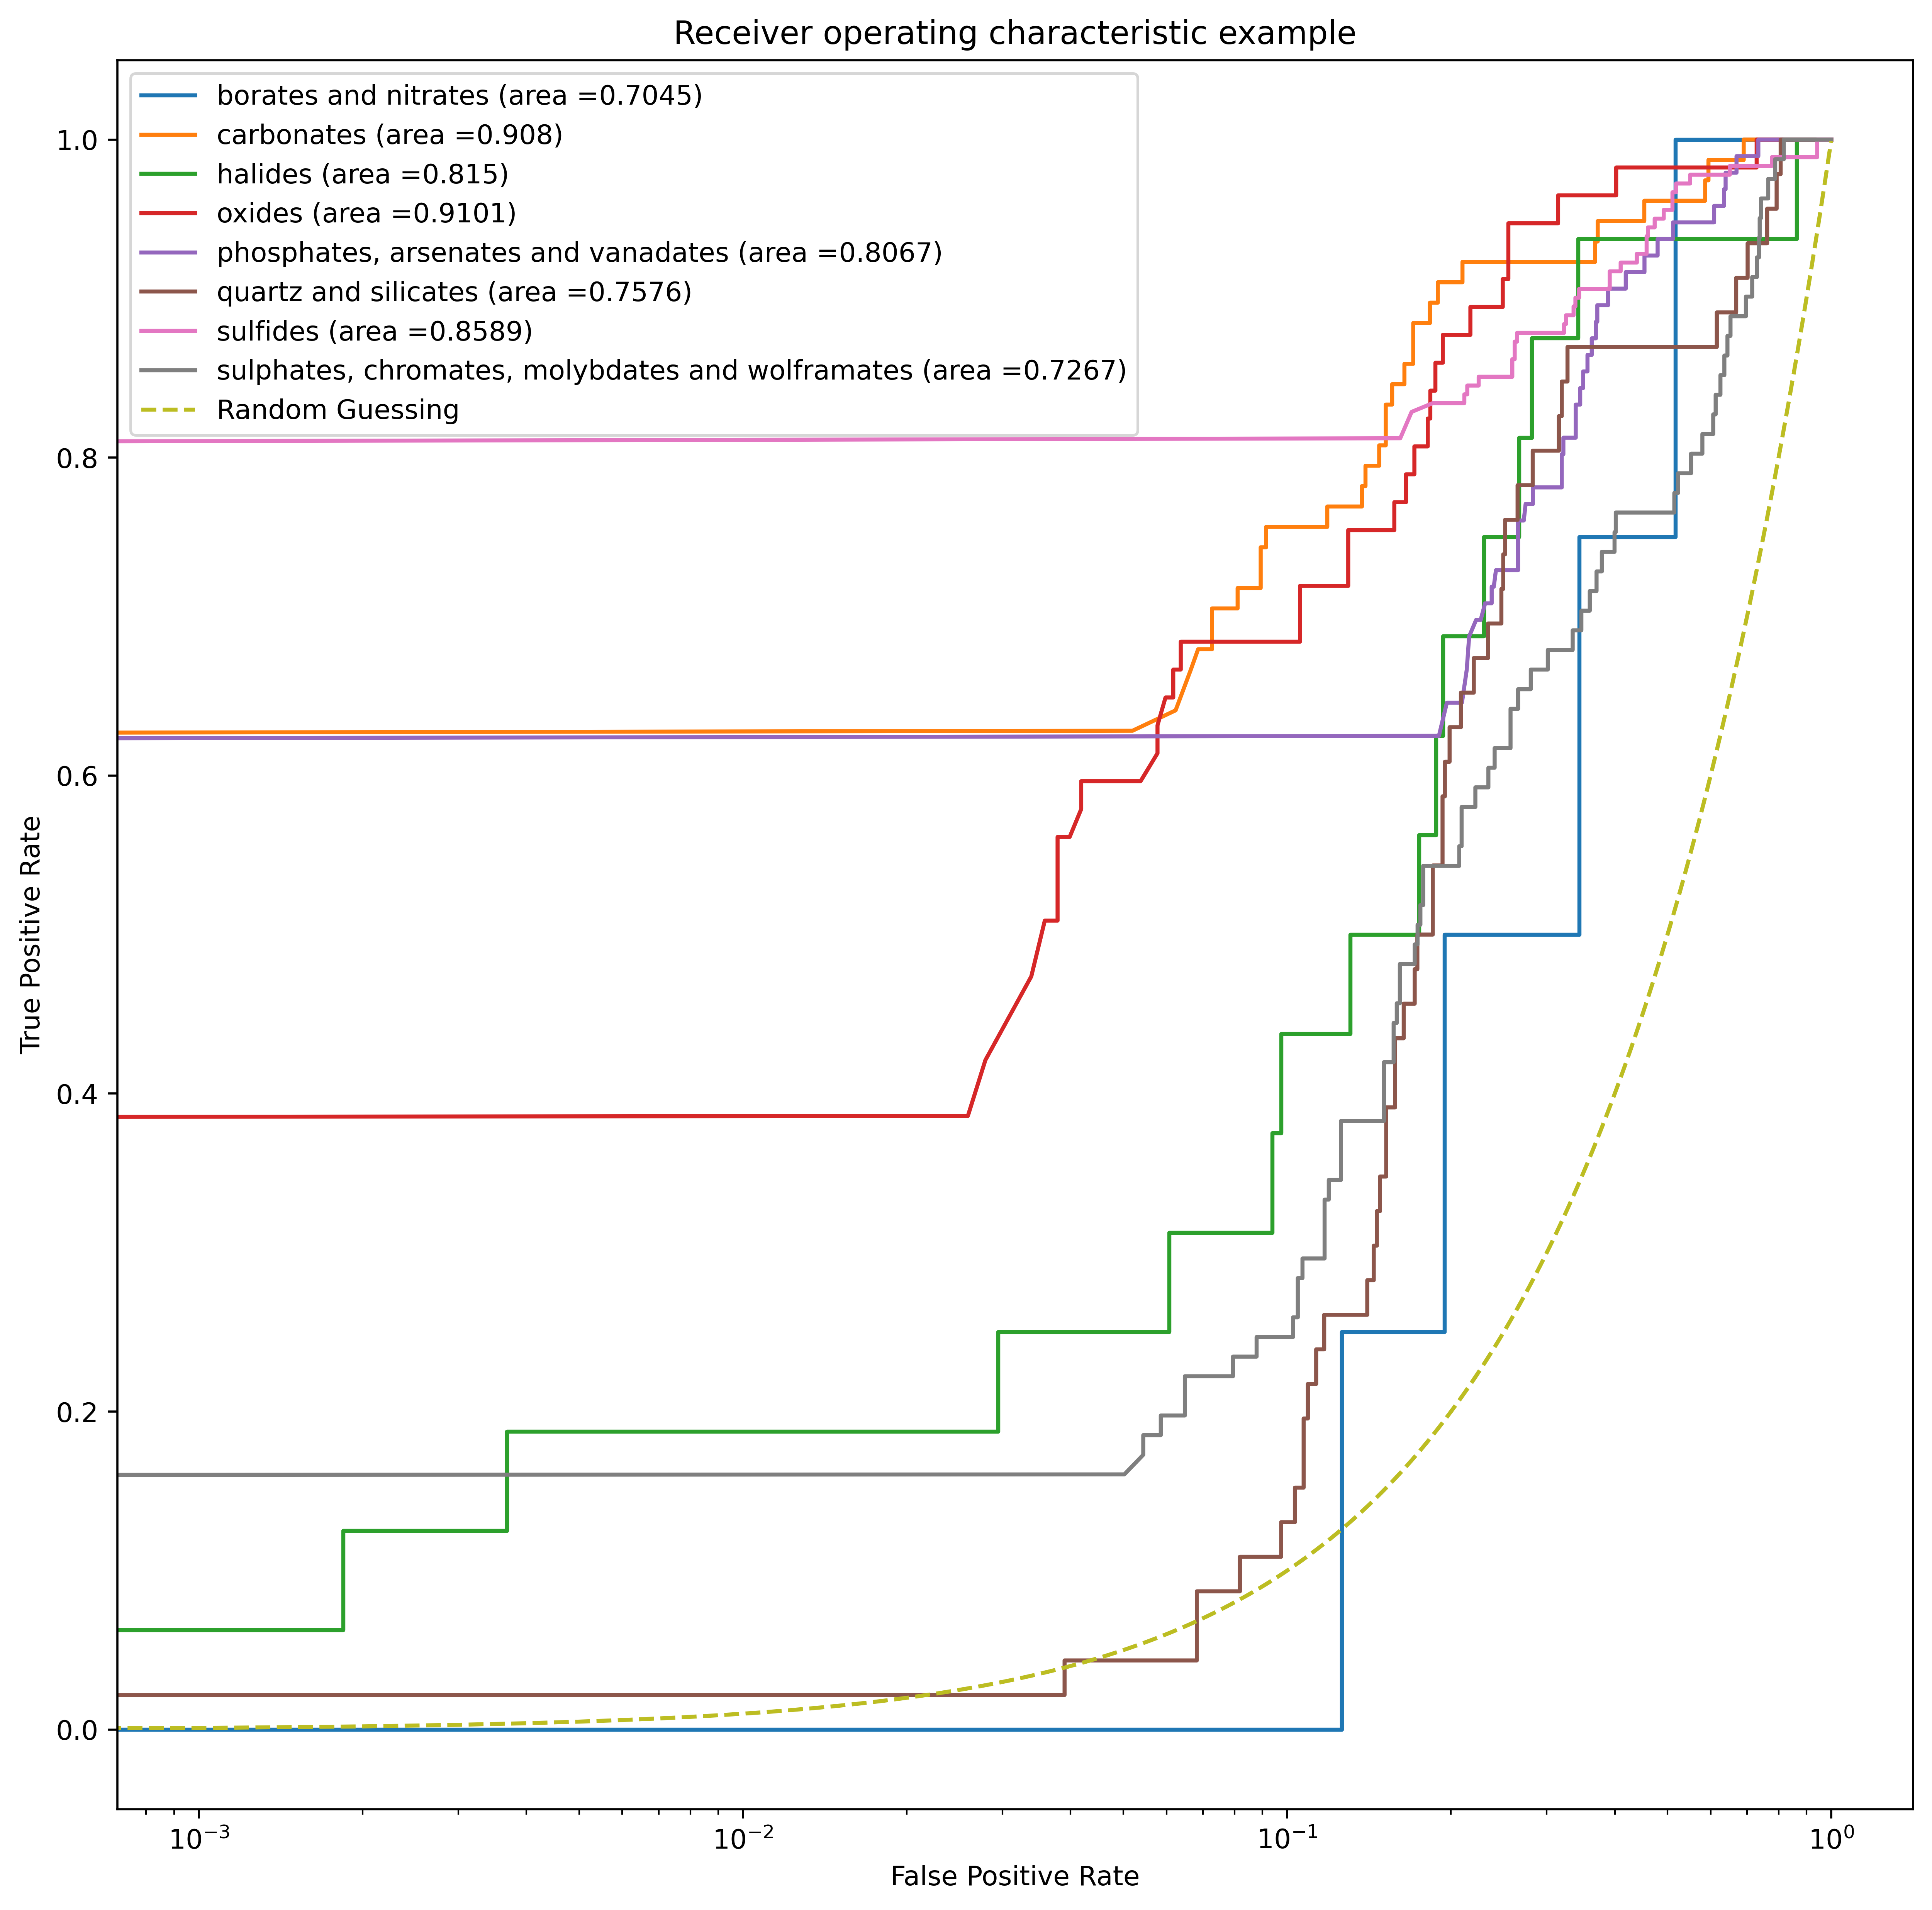 Receiver operating characteristic example
borates and nitrates (area =0.7045)
carbonates (area =0.908)
halides (area =0.815)
oxides (area =0.9101)
phosphates, arsenates and vanadates (area =0.8067)
quartz and silicates (area =0.7576)
sulfides (area =0.8589)
sulphates, chromates, molybdates and wolframates (area =0.7267)
Random Guessing
True Positive Rate
1.0
0.8
0.6
0.4
0.2
0.0
10⁻³ 10⁻² 10⁻¹ 10⁰
False Positive Rate